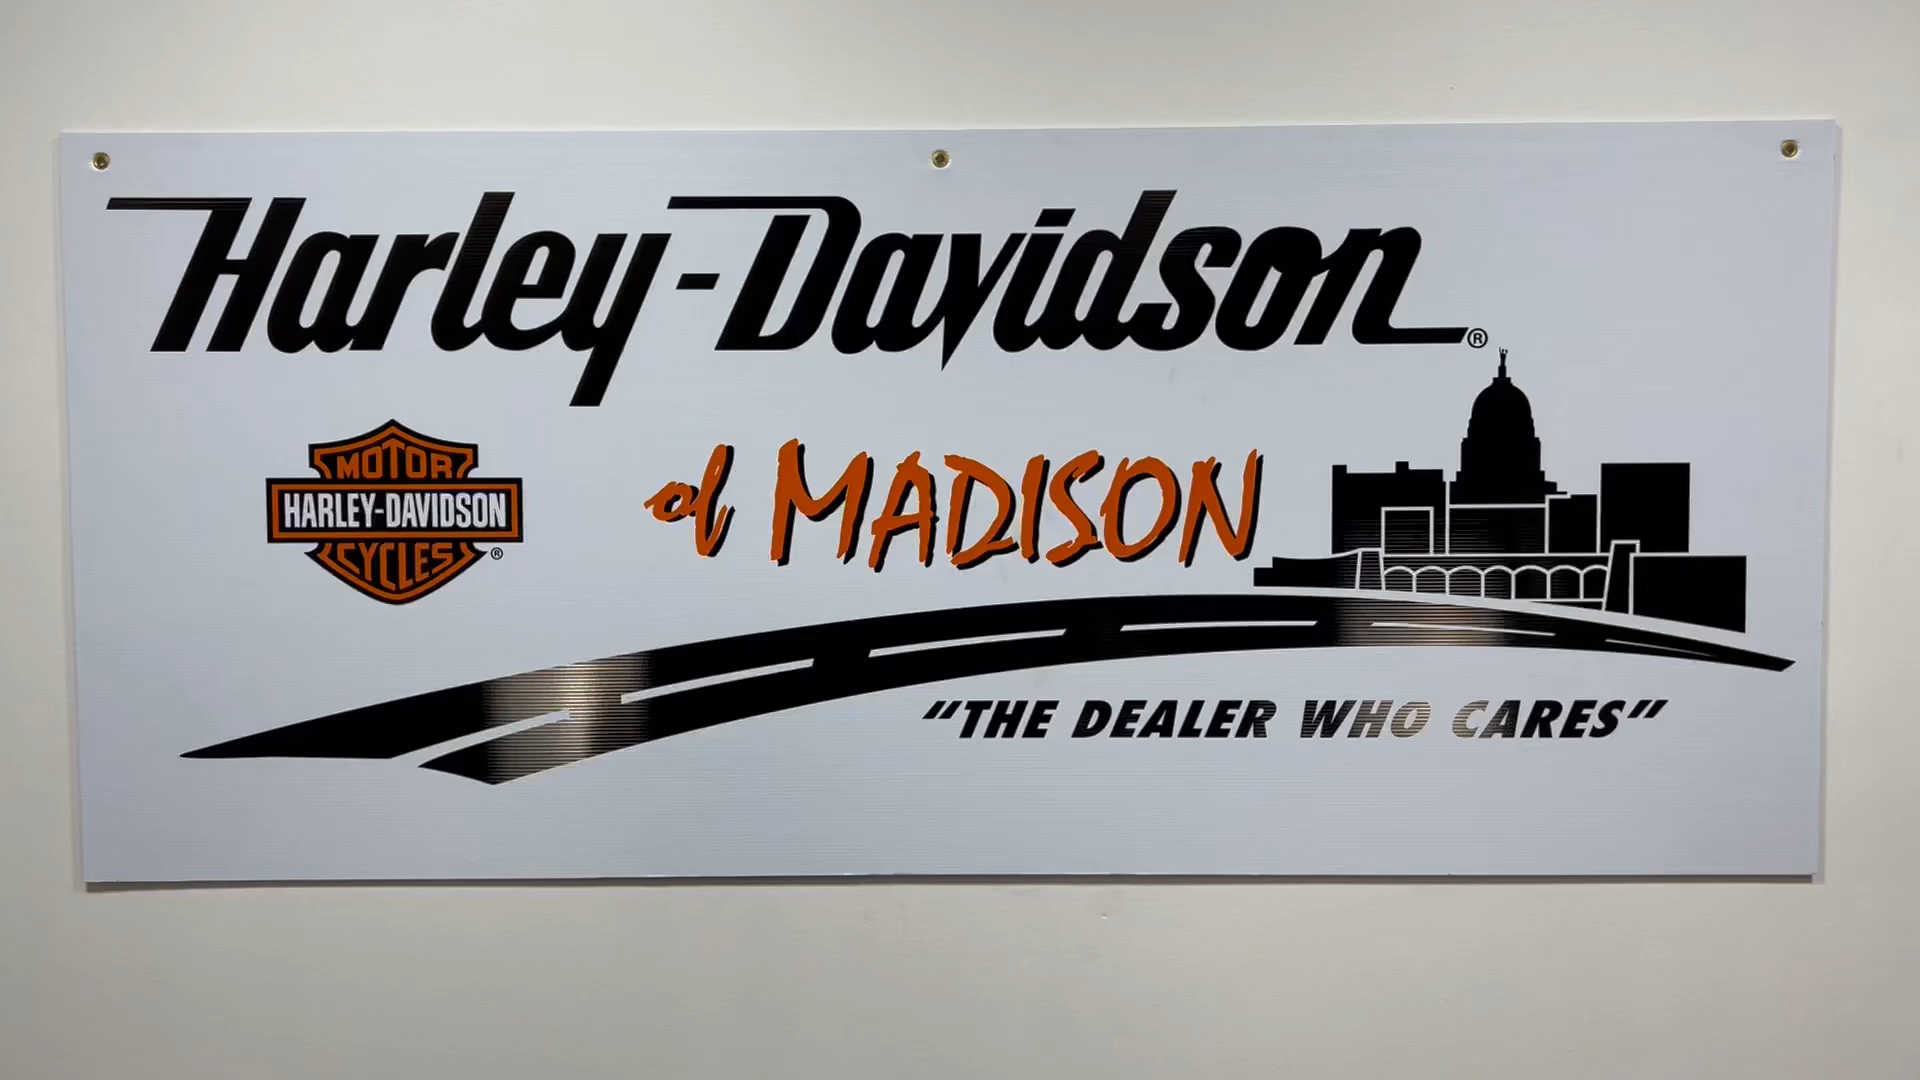 Harley-Davidson®
MOTOR
HARLEY-DAVIDSON
CYCLES®
of MADISON
"THE DEALER WHO CARES"